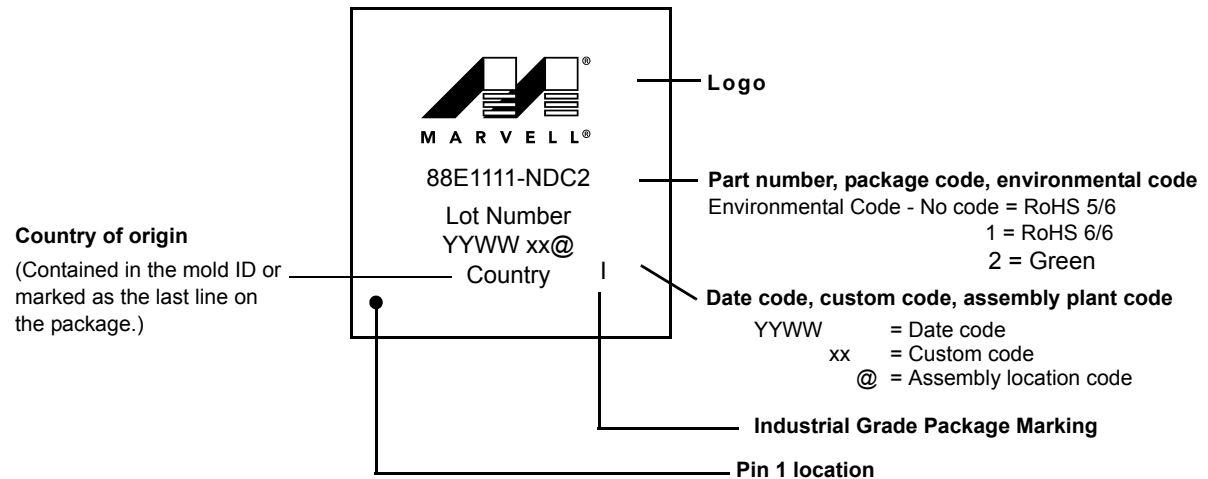 MARVELL®
®
88E1111-NDC2
Lot Number
YYWW xx@
Country I
Logo
Part number, package code, environmental code
Environmental Code - No code = RoHS 5/6
1 = RoHS 6/6
2 = Green
Country of origin
(Contained in the mold ID or
marked as the last line on
the package.)
Date code, custom code, assembly plant code
YYWW = Date code
xx = Custom code
@ = Assembly location code
Industrial Grade Package Marking
Pin 1 location